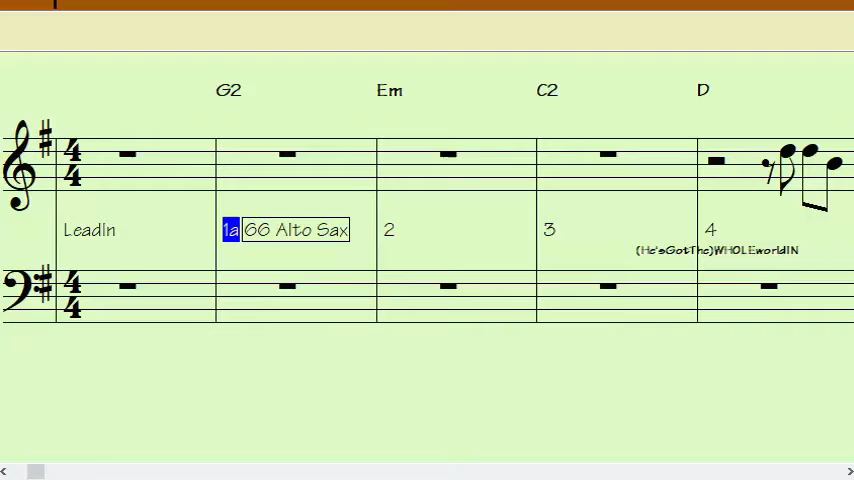 G2 Em C2 D
4 4
LeadIn 1a 66 Alto Sax 2 3 4
(He'sGotThe)WHOLEworldIN
4 4